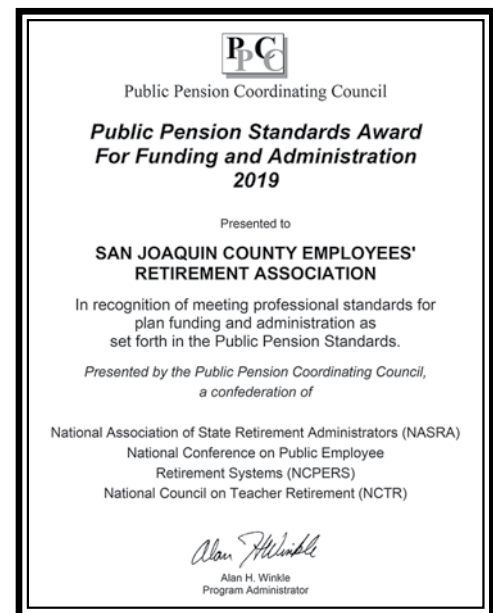 PPCC
Public Pension Coordinating Council
Public Pension Standards Award
For Funding and Administration
2019
Presented to
SAN JOAQUIN COUNTY EMPLOYEES'
RETIREMENT ASSOCIATION
In recognition of meeting professional standards for
plan funding and administration as
set forth in the Public Pension Standards.
Presented by the Public Pension Coordinating Council,
a confederation of
National Association of State Retirement Administrators (NASRA)
National Conference on Public Employee
Retirement Systems (NCPERS)
National Council on Teacher Retirement (NCTR)
Alan H Winkle
Alan H. Winkle
Program Administrator